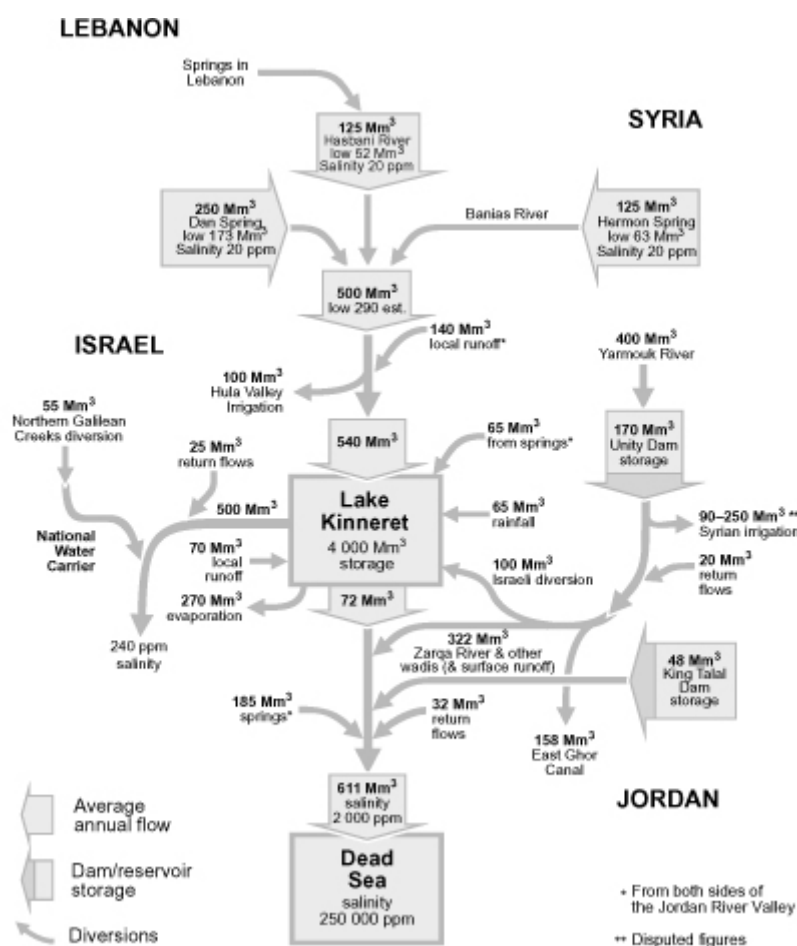 LEBANON
Springs in
Lebanon
125 Mm³
Hasbani River
low 52 Mm³
Salinity 20 ppm
SYRIA
250 Mm³
Dan Spring
low 173 Mm³
Salinity 20 ppm
Banias River
125 Mm³
Hermon Spring
low 63 Mm³
Salinity 20 ppm
500 Mm³
low 290 est.
ISRAEL
140 Mm³
local runoff*
400 Mm³
Yarmouk River
100 Mm³
Hula Valley
Irrigation
55 Mm³
Northern Galilean
Creeks diversion
25 Mm³
return flows
540 Mm³
65 Mm³
from springs*
170 Mm³
Unity Dam
storage
500 Mm³
Lake
Kinneret
4 000 Mm³
storage
65 Mm³
rainfall
90–250 Mm³ **
Syrian irrigation
National
Water
Carrier
70 Mm³
local
runoff
100 Mm³
Israeli diversion
20 Mm³
return
flows
270 Mm³
evaporation
72 Mm³
240 ppm
salinity
322 Mm³
Zarqa River & other
wadis (& surface runoff)
48 Mm³
King Talal
Dam
storage
185 Mm³
springs*
32 Mm³
return
flows
158 Mm³
East Ghor
Canal
611 Mm³
salinity
2 000 ppm
JORDAN
Average
annual flow
Dead
Sea
salinity
250 000 ppm
Dam/reservoir
storage
Diversions
* From both sides of
the Jordan River Valley
** Disputed figures